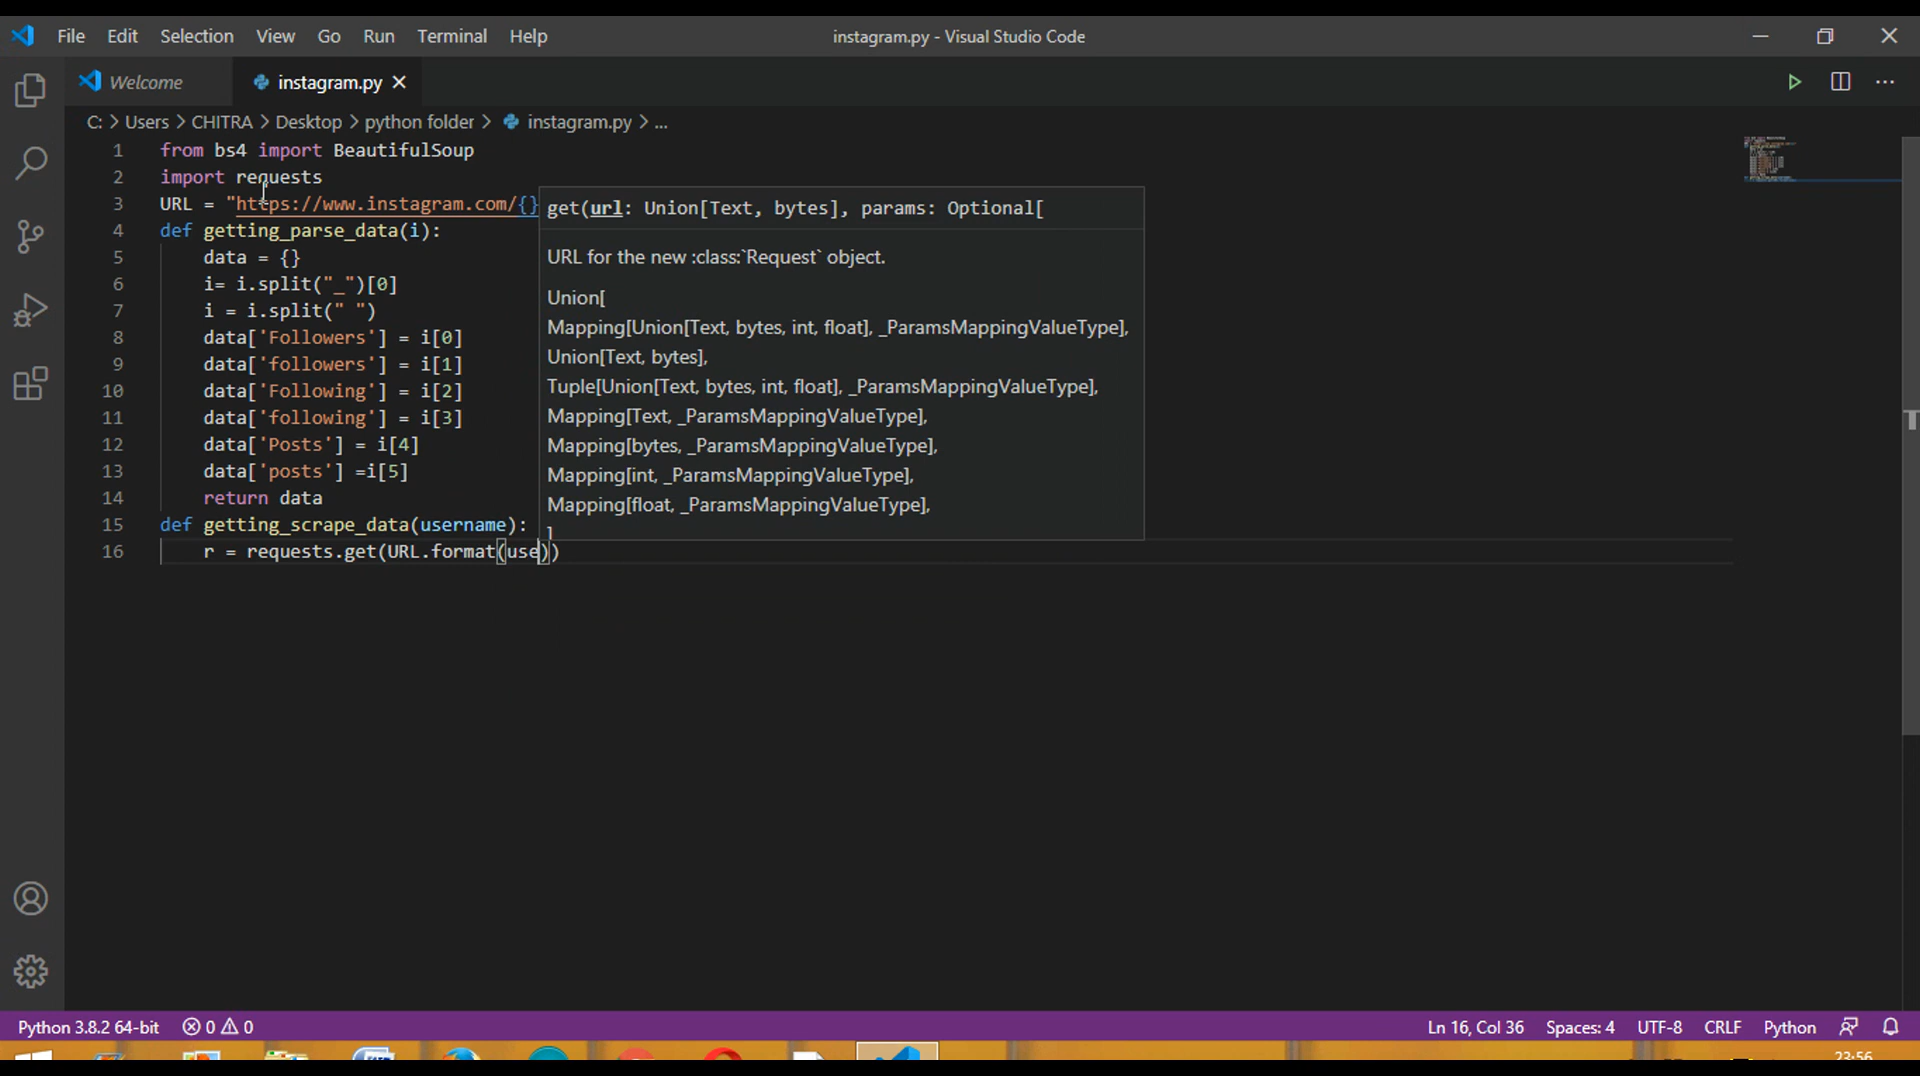 File Edit Selection View Go Run Terminal Help instagram.py - Visual Studio Code
Welcome instagram.py
C: > Users > CHITRA > Desktop > python folder > instagram.py > ...
1 from bs4 import BeautifulSoup
2 import requests
3 URL = "https://www.instagram.com/{}
4 def getting_parse_data(i):
5 data = {}
6 i= i.split("_")[0]
7 i = i.split(" ")
8 data['Followers'] = i[0]
9 data['followers'] = i[1]
10 data['Following'] = i[2]
11 data['following'] = i[3]
12 data['Posts'] = i[4]
13 data['posts'] =i[5]
14 return data
15 def getting_scrape_data(username):
16 r = requests.get(URL.format(use))
get(url: Union[Text, bytes], params: Optional[
URL for the new :class:`Request` object.
Union[
Mapping[Union[Text, bytes, int, float], _ParamsMappingValueType],
Union[Text, bytes],
Tuple[Union[Text, bytes, int, float], _ParamsMappingValueType],
Mapping[Text, _ParamsMappingValueType],
Mapping[bytes, _ParamsMappingValueType],
Mapping[int, _ParamsMappingValueType],
Mapping[float, _ParamsMappingValueType],
]
Python 3.8.2 64-bit 0 0 Ln 16, Col 36 Spaces: 4 UTF-8 CRLF Python
23:56